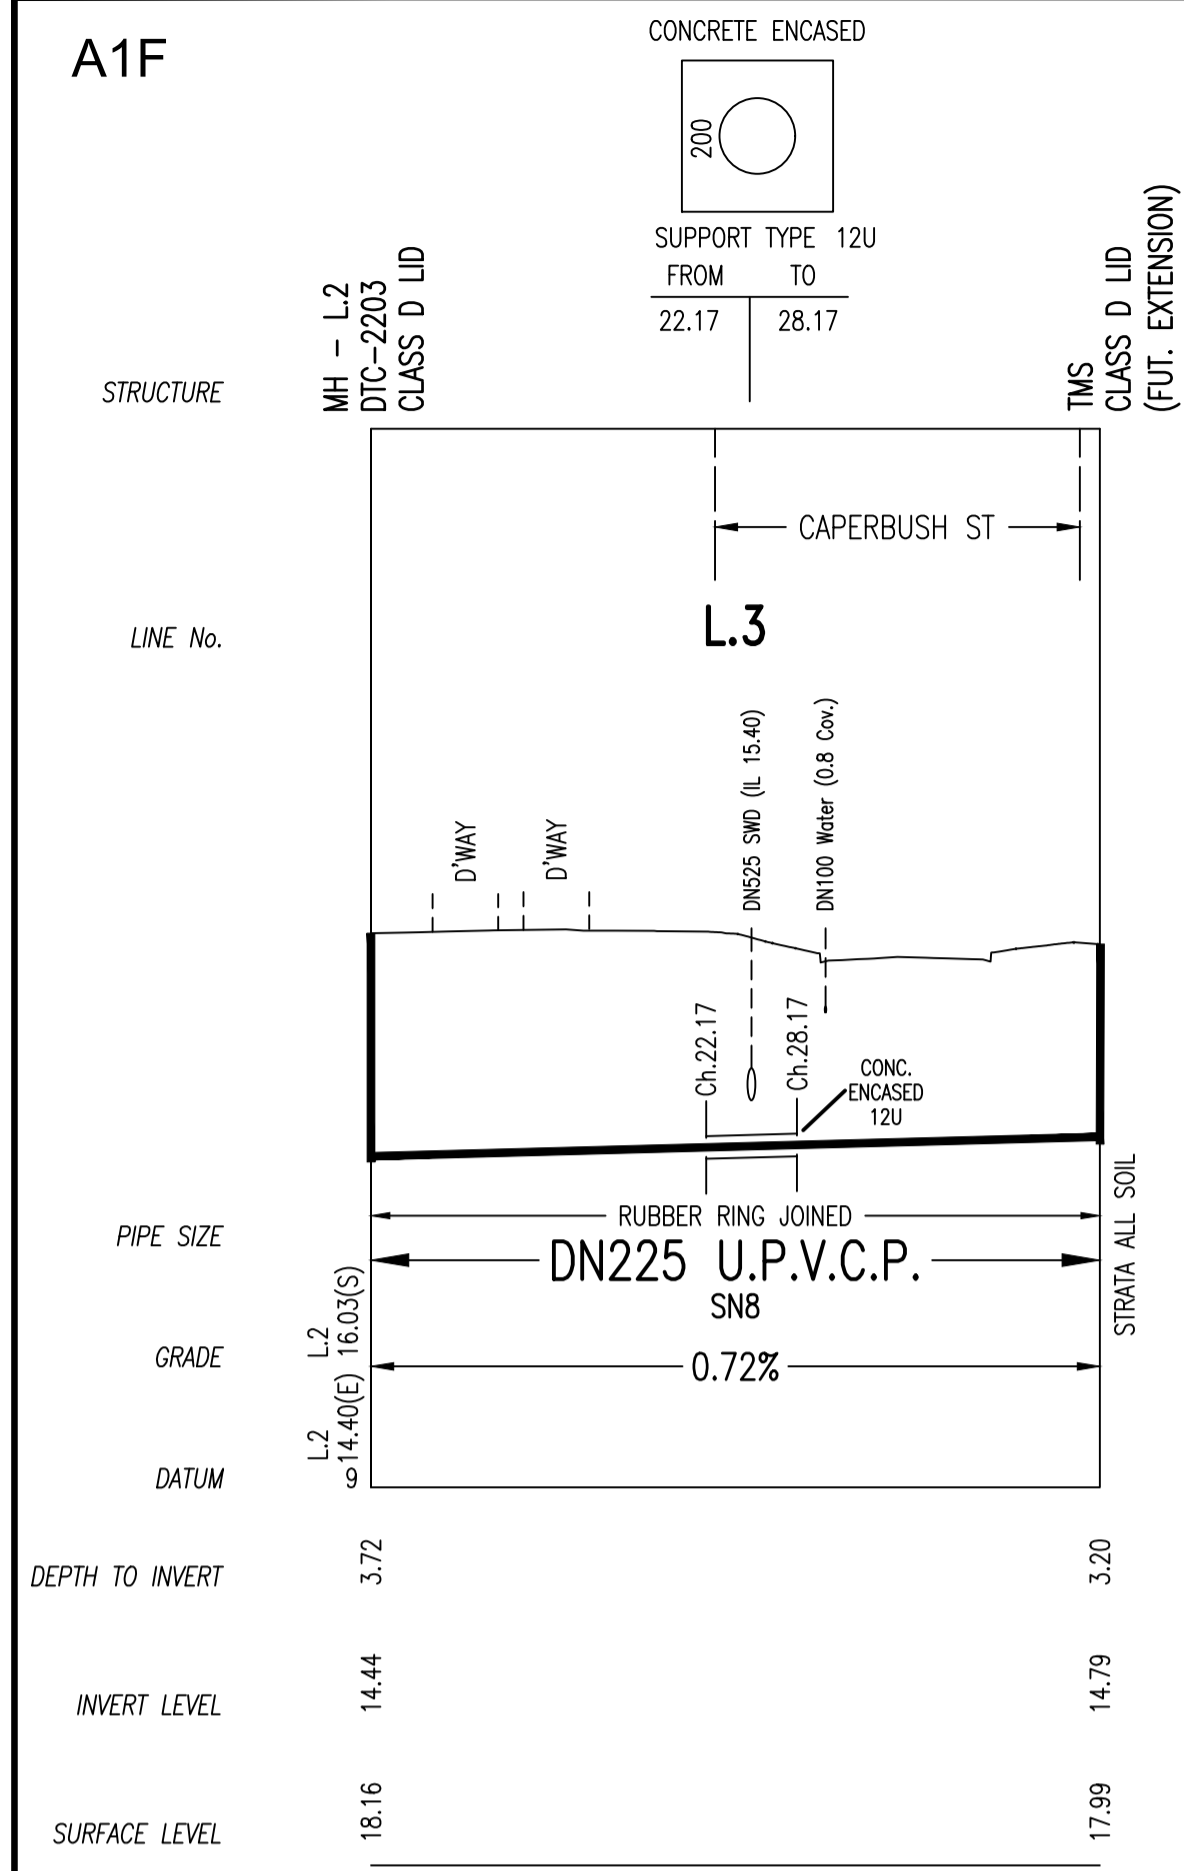 A1F
CONCRETE ENCASED
200
SUPPORT TYPE 12U
FROM TO
22.17 28.17
STRUCTURE
MH - L.2
DTC-2203
CLASS D LID
TMS
CLASS D LID
(FUT. EXTENSION)
CAPERBUSH ST
LINE No.
L.3
D'WAY
D'WAY
DN525 SWD (IL 15.40)
DN100 Water (0.8 Cov.)
Ch.22.17
Ch.28.17
CONC.
ENCASED
12U
STRATA ALL SOIL
RUBBER RING JOINED
PIPE SIZE
DN225 U.P.V.C.P.
SN8
GRADE
L.2
16.03(S)
0.72%
L.2
14.40(E)
DATUM
9
DEPTH TO INVERT
3.72
3.20
INVERT LEVEL
14.44
14.79
SURFACE LEVEL
18.16
17.99